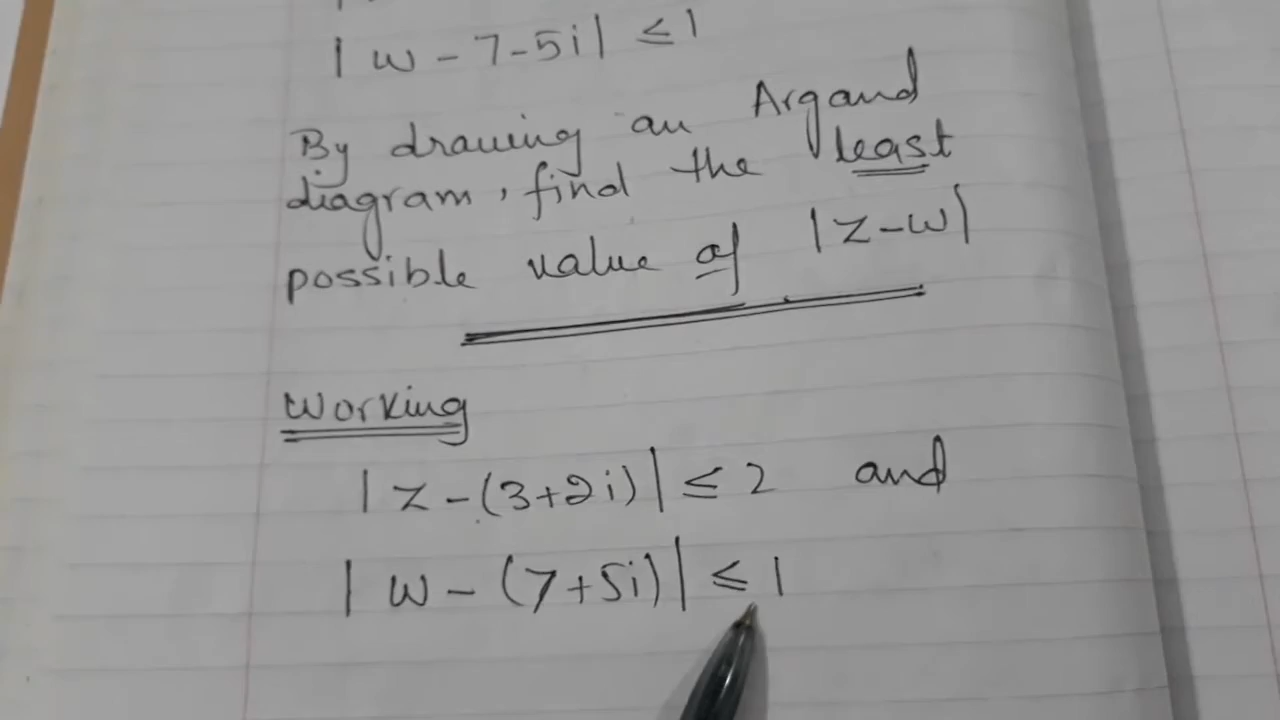 | w - 7 - 5i | ≤ 1
By drawing an Argand
diagram, find the least
possible value of |z-w|
Working
| z - (3+2i) | ≤ 2 and
| w - (7+5i) | ≤ 1